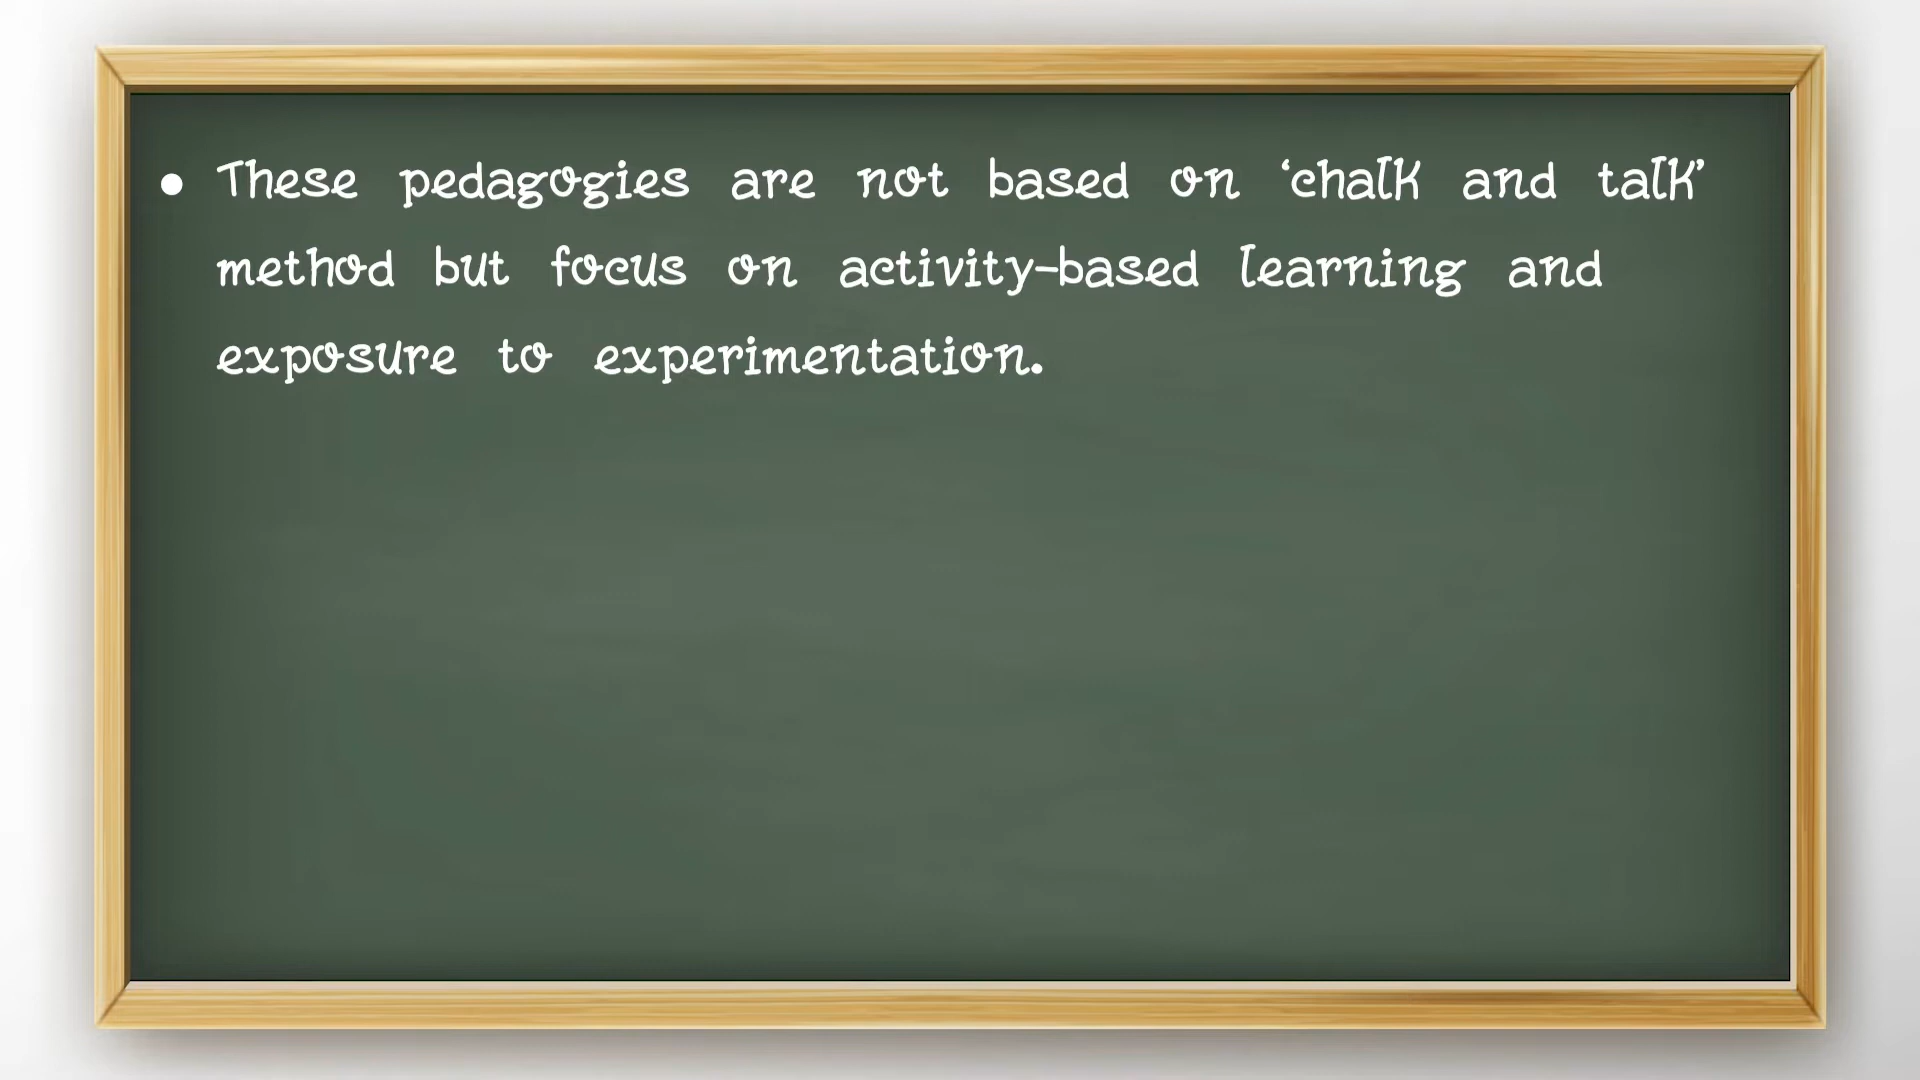 • These pedagogies are not based on ‘chalk and talk’
method but focus on activity-based learning and
exposure to experimentation.